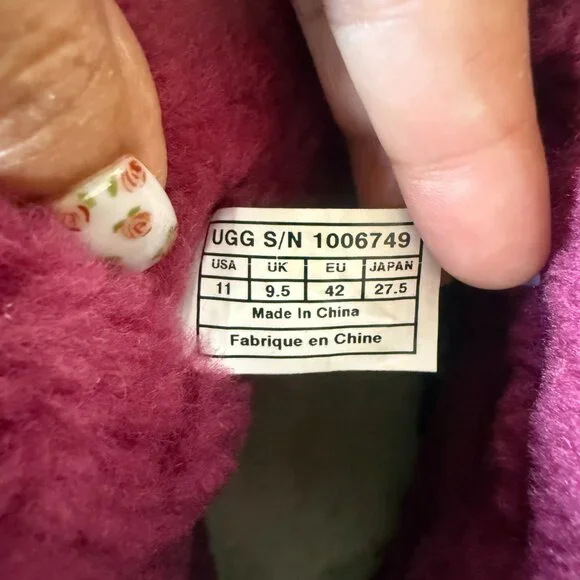 UGG S/N 1006749
USA UK EU JAPAN
11 9.5 42 27.5
Made In China
Fabrique en Chine